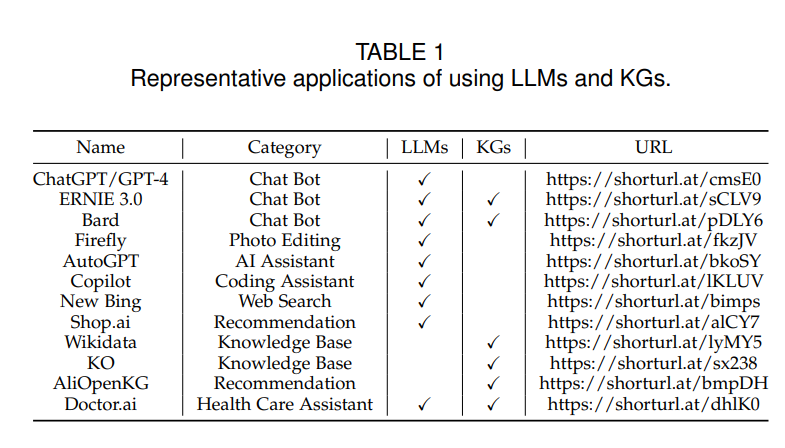 TABLE 1
Representative applications of using LLMs and KGs.
Name Category LLMs KGs URL
ChatGPT/GPT-4 Chat Bot ✓ https://shorturl.at/cmsE0
ERNIE 3.0 Chat Bot ✓ ✓ https://shorturl.at/sCLV9
Bard Chat Bot ✓ ✓ https://shorturl.at/pDLY6
Firefly Photo Editing ✓ https://shorturl.at/fkzJV
AutoGPT AI Assistant ✓ https://shorturl.at/bkoSY
Copilot Coding Assistant ✓ https://shorturl.at/lKLUV
New Bing Web Search ✓ https://shorturl.at/bimps
Shop.ai Recommendation ✓ https://shorturl.at/alCY7
Wikidata Knowledge Base ✓ https://shorturl.at/lyMY5
KO Knowledge Base ✓ https://shorturl.at/sx238
AliOpenKG Recommendation ✓ https://shorturl.at/bmpDH
Doctor.ai Health Care Assistant ✓ ✓ https://shorturl.at/dhlK0